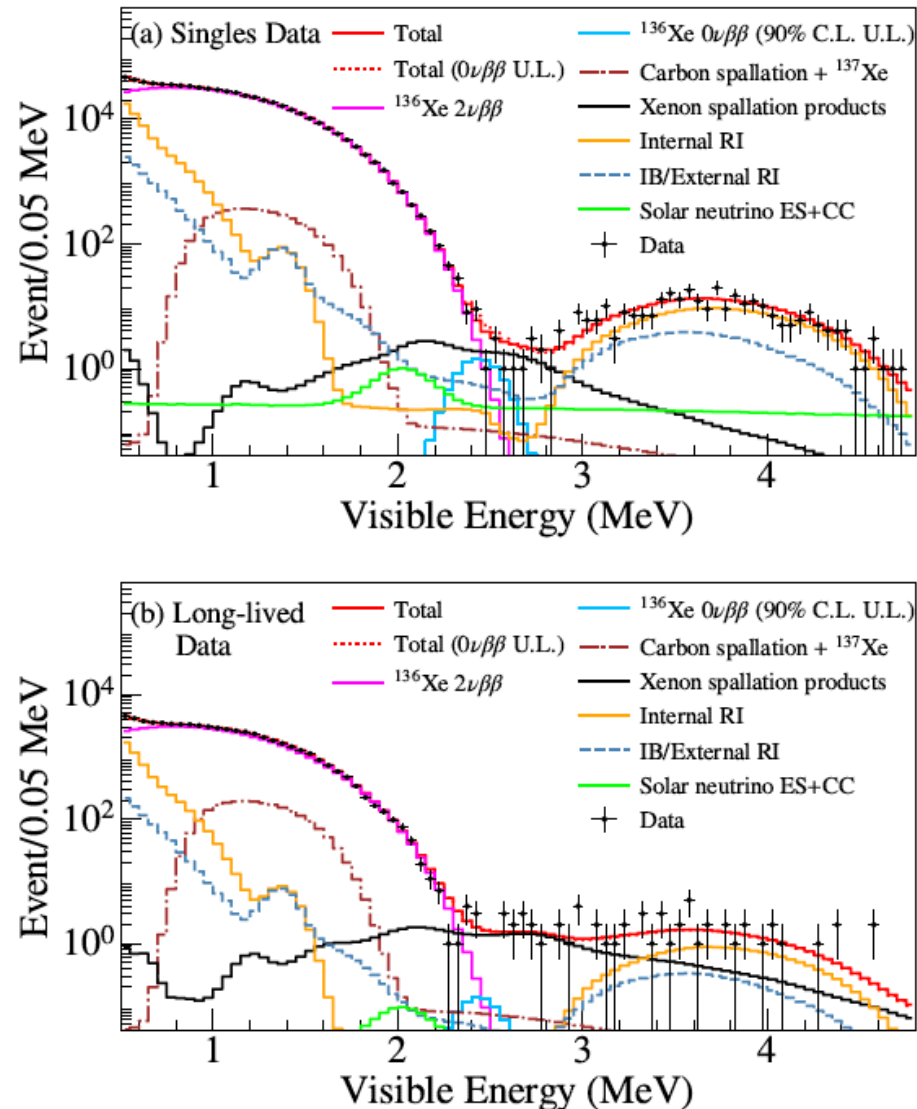 (a) Singles Data
Total
Total (0νββ U.L.)
¹³⁶Xe 2νββ
¹³⁶Xe 0νββ (90% C.L. U.L.)
Carbon spallation + ¹³⁷Xe
Xenon spallation products
Internal RI
IB/External RI
Solar neutrino ES+CC
Data
Event/0.05 MeV
10⁴
10²
10⁰
1 2 3 4
Visible Energy (MeV)
(b) Long-lived
Data
Total
Total (0νββ U.L.)
¹³⁶Xe 2νββ
¹³⁶Xe 0νββ (90% C.L. U.L.)
Carbon spallation + ¹³⁷Xe
Xenon spallation products
Internal RI
IB/External RI
Solar neutrino ES+CC
Data
Event/0.05 MeV
10⁴
10²
10⁰
1 2 3 4
Visible Energy (MeV)